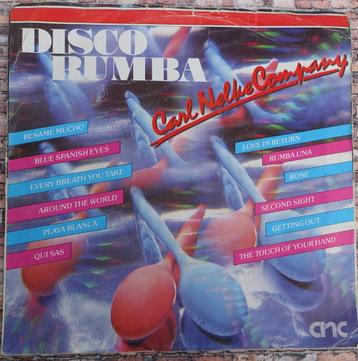 DISCO
RUMBA
Carl Nelke Company
BESAME MUCHO
BLUE SPANISH EYES
EVERY BREATH YOU TAKE
AROUND THE WORLD
PLAYA BLANCA
QUI SAS
LOVE IN RETURN
RUMBA UNA
ROSE
SECOND SIGHT
GETTING OUT
THE TOUCH OF YOUR HAND
cnc